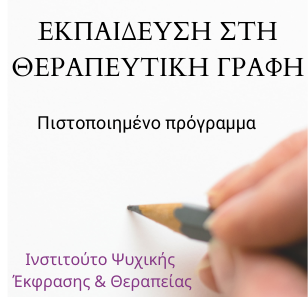 ΕΚΠΑΙΔΕΥΣΗ ΣΤΗ
ΘΕΡΑΠΕΥΤΙΚΗ ΓΡΑΦΗ
Πιστοποιημένο πρόγραμμα
Ινστιτούτο Ψυχικής
Έκφρασης & Θεραπείας